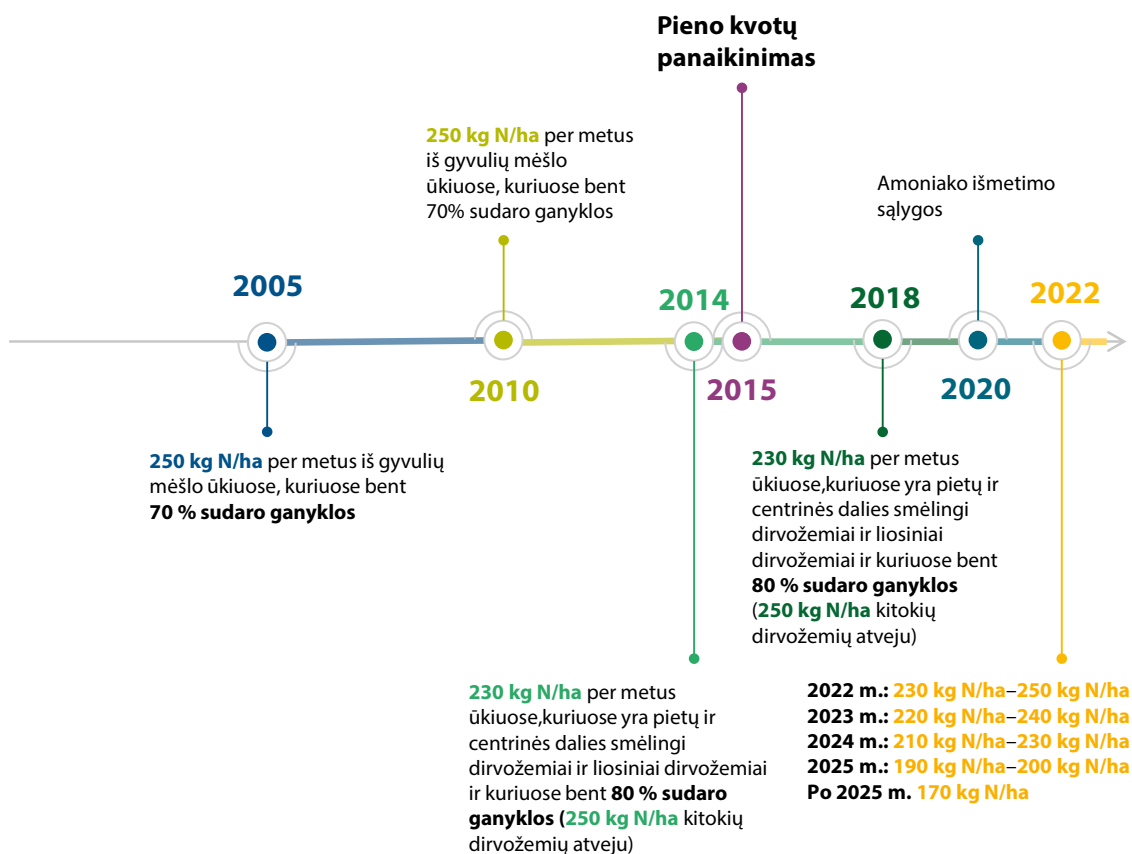 Pieno kvotų
panaikinimas
250 kg N/ha per metus
iš gyvulių mėšlo
ūkiuose, kuriuose bent
70% sudaro ganyklos
Amoniako išmetimo
sąlygos
2005
2014
2018
2022
2010
2015
2020
250 kg N/ha per metus iš gyvulių
mėšlo ūkiuose, kuriuose bent
70 % sudaro ganyklos
230 kg N/ha per metus
ūkiuose,kuriuose yra pietų ir
centrinės dalies smėlingi
dirvožemiai ir liosiniai
dirvožemiai ir kuriuose bent
80 % sudaro ganyklos
(250 kg N/ha kitokių
dirvožemių atveju)
230 kg N/ha per metus
ūkiuose,kuriuose yra pietų ir
centrinės dalies smėlingi
dirvožemiai ir liosiniai dirvožemiai
ir kuriuose bent 80 % sudaro
ganyklos (250 kg N/ha kitokių
dirvožemių atveju)
2022 m.: 230 kg N/ha–250 kg N/ha
2023 m.: 220 kg N/ha–240 kg N/ha
2024 m.: 210 kg N/ha–230 kg N/ha
2025 m.: 190 kg N/ha–200 kg N/ha
Po 2025 m. 170 kg N/ha